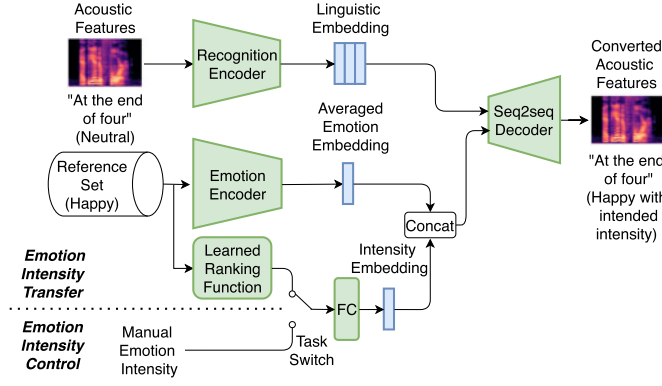 Acoustic
Features
"At the end
of four"
(Neutral)
Recognition
Encoder
Linguistic
Embedding
Seq2seq
Decoder
Converted
Acoustic
Features
"At the end
of four"
(Happy with
intended
intensity)
Reference
Set
(Happy)
Emotion
Encoder
Averaged
Emotion
Embedding
Concat
Learned
Ranking
Function
Intensity
Embedding
FC
Emotion
Intensity
Transfer
Emotion
Intensity
Control
Manual
Emotion
Intensity
Task
Switch